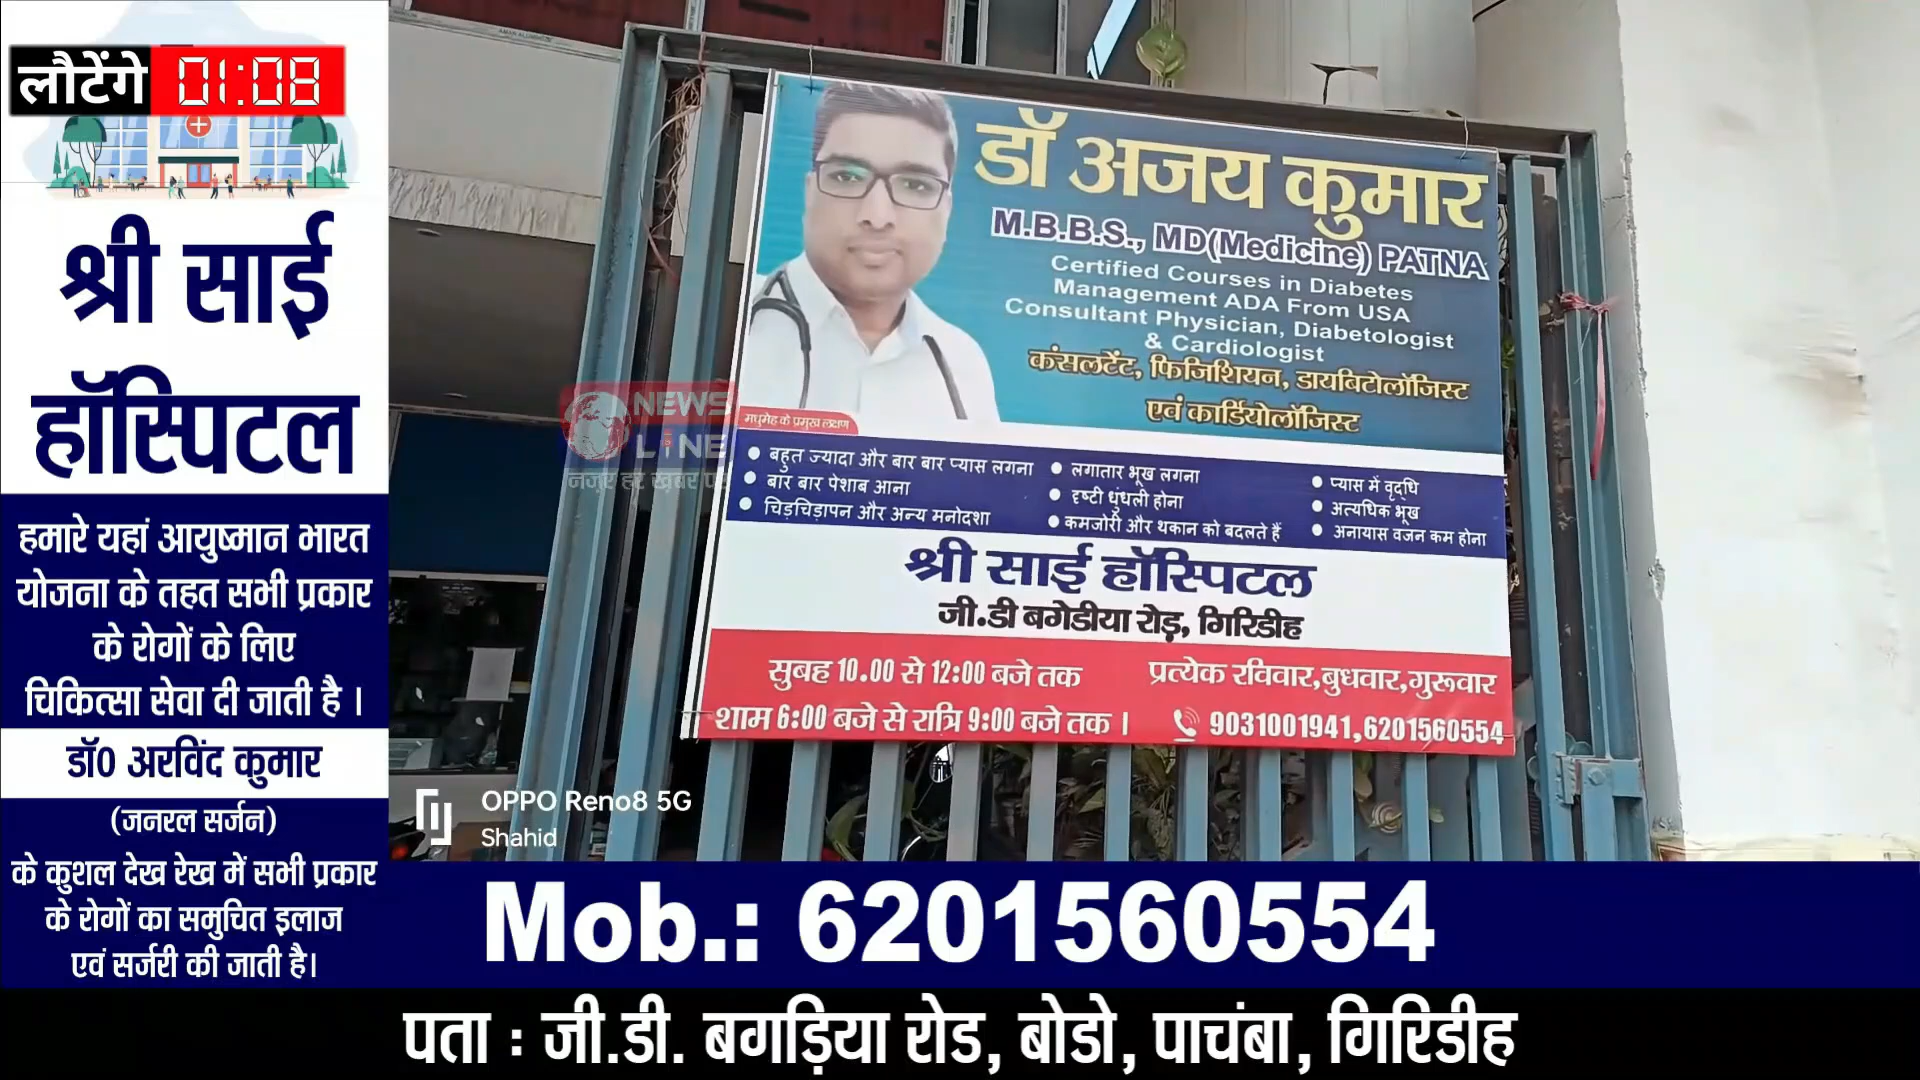 लौटेंगे 01:08
श्री साई
हॉस्पिटल
हमारे यहां आयुष्मान भारत
योजना के तहत सभी प्रकार
के रोगों के लिए
चिकित्सा सेवा दी जाती है ।
डॉ0 अरविंद कुमार
(जनरल सर्जन)
के कुशल देख रेख में सभी प्रकार
के रोगों का समुचित इलाज
एवं सर्जरी की जाती है।
डॉ अजय कुमार
M.B.B.S., MD(Medicine) PATNA
Certified Courses in Diabetes
Management ADA From USA
Consultant Physician, Diabetologist
& Cardiologist
कंसलटेंट, फिजिशियन, डायबिटोलॉजिस्ट
एवं कार्डियोलॉजिस्ट
मधुमेह के प्रमुख लक्षण
• बहुत ज्यादा और बार बार प्यास लगना
• बार बार पेशाब आना
• चिड़चिड़ापन और अन्य मनोदशा
• लगातार भूख लगना
• दृष्टी धुंधली होना
• कमजोरी और थकान को बदलते हैं
• प्यास में वृद्धि
• अत्यधिक भूख
• अनायास वजन कम होना
श्री साई हॉस्पिटल
जी.डी बगेडीया रोड़, गिरिडीह
सुबह 10.00 से 12:00 बजे तक
शाम 6:00 बजे से रात्रि 9:00 बजे तक ।
प्रत्येक रविवार,बुधवार,गुरूवार
9031001941,6201560554
NEWS
LiNE
नज़र हर ख़बर पर
OPPO Reno8 5G
Shahid
Mob.: 6201560554
पता : जी.डी. बगड़िया रोड, बोडो, पाचंबा, गिरिडीह